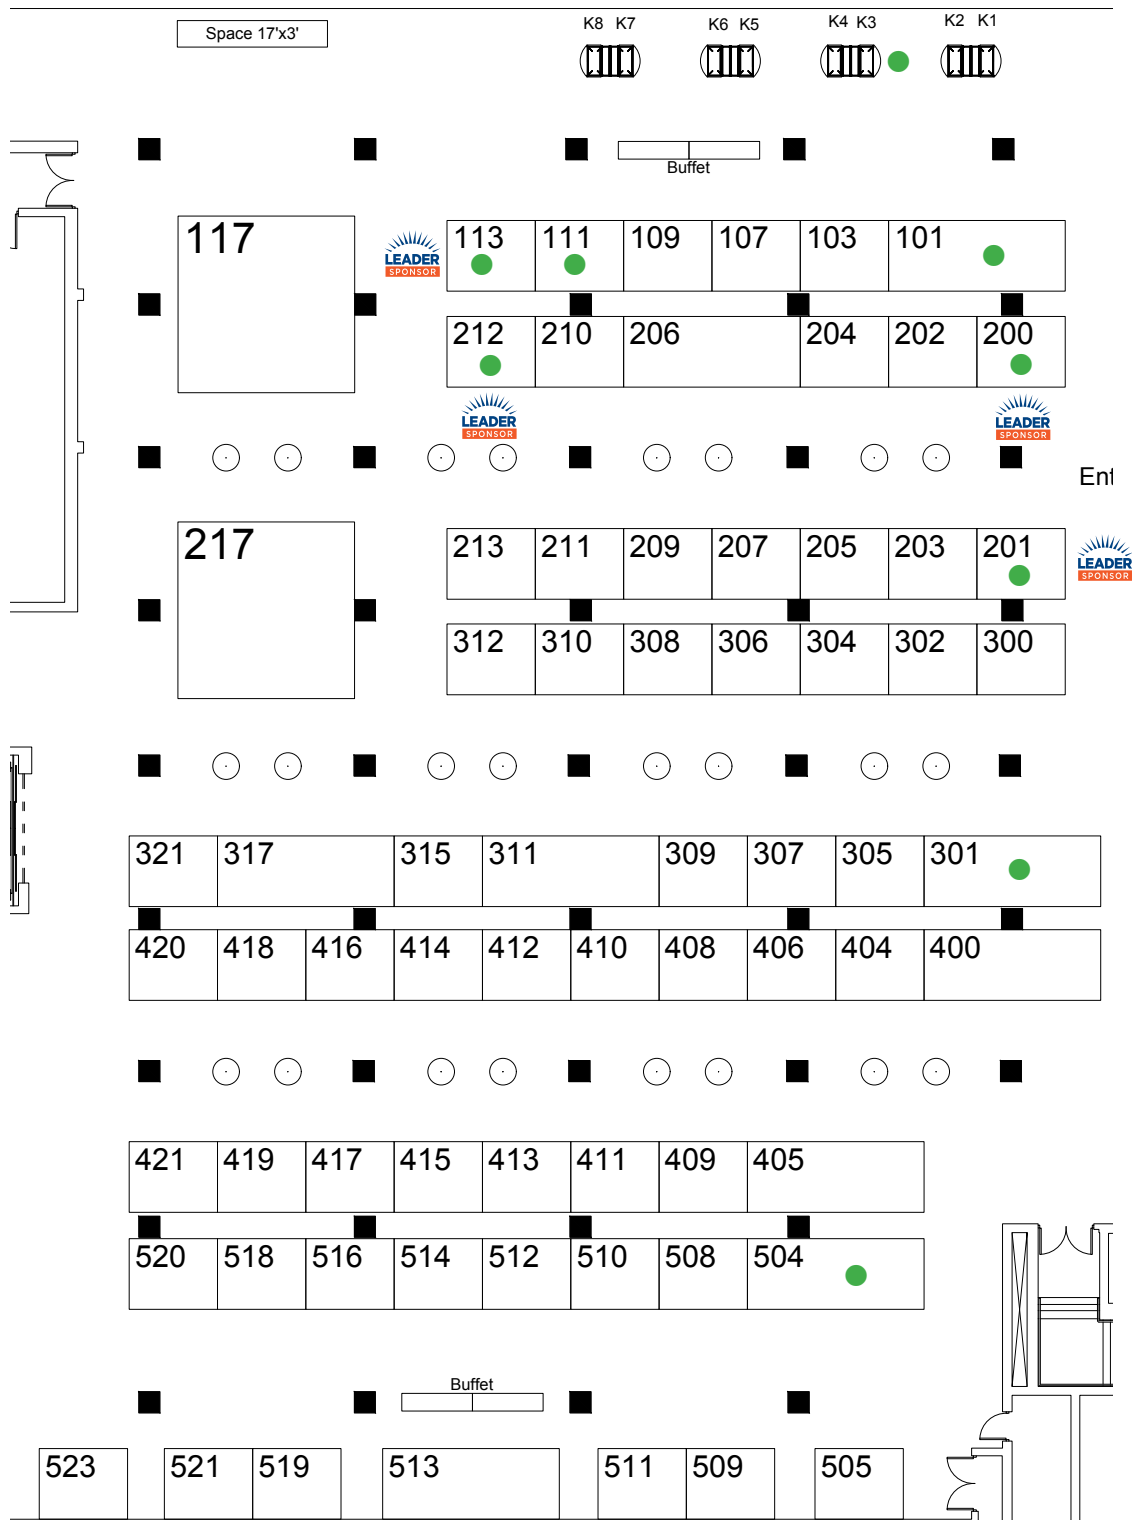 Space 17'x3'
K8 K7 K6 K5 K4 K3 K2 K1
Buffet
117
LEADER
SPONSOR
113 111 109 107 103 101
212 210 206 204 202 200
LEADER
SPONSOR
LEADER
SPONSOR
Ent
217
213 211 209 207 205 203 201
LEADER
SPONSOR
312 310 308 306 304 302 300
321 317 315 311 309 307 305 301
420 418 416 414 412 410 408 406 404 400
421 419 417 415 413 411 409 405
520 518 516 514 512 510 508 504
Buffet
523 521 519 513 511 509 505